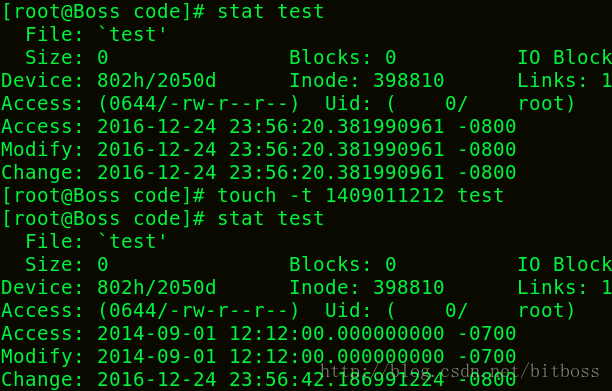 [root@Boss code]# stat test
  File: `test'
  Size: 0               Blocks: 0          IO Block
Device: 802h/2050d      Inode: 398810      Links: 1
Access: (0644/-rw-r--r--)  Uid: (    0/    root)
Access: 2016-12-24 23:56:20.381990961 -0800
Modify: 2016-12-24 23:56:20.381990961 -0800
Change: 2016-12-24 23:56:20.381990961 -0800
[root@Boss code]# touch -t 1409011212 test
[root@Boss code]# stat test
  File: `test'
  Size: 0               Blocks: 0          IO Block
Device: 802h/2050d      Inode: 398810      Links: 1
Access: (0644/-rw-r--r--)  Uid: (    0/    root)
Access: 2014-09-01 12:12:00.000000000 -0700
Modify: 2014-09-01 12:12:00.000000000 -0700
Change: 2016-12-24 23:56:42.186991224 -0800
http://blog.csdn.net/bitboss